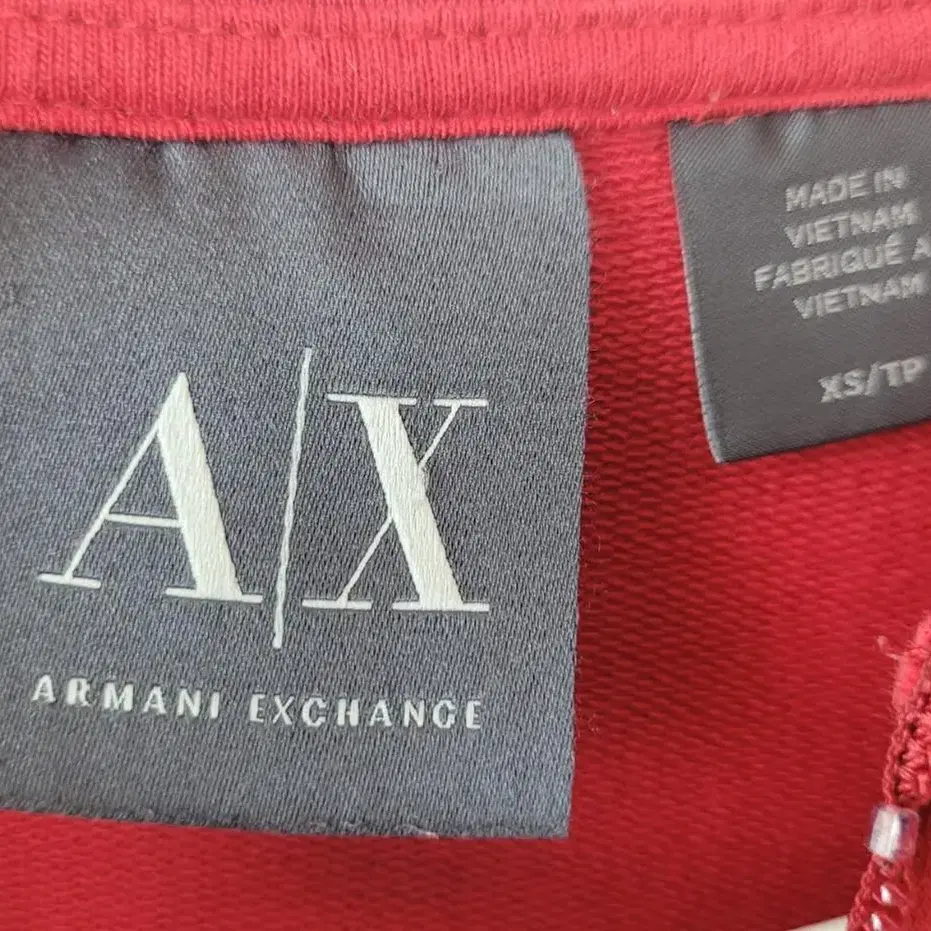 A|X
ARMANI EXCHANGE
MADE IN
VIETNAM
FABRIQUÉ A
VIETNAM
XS/TP